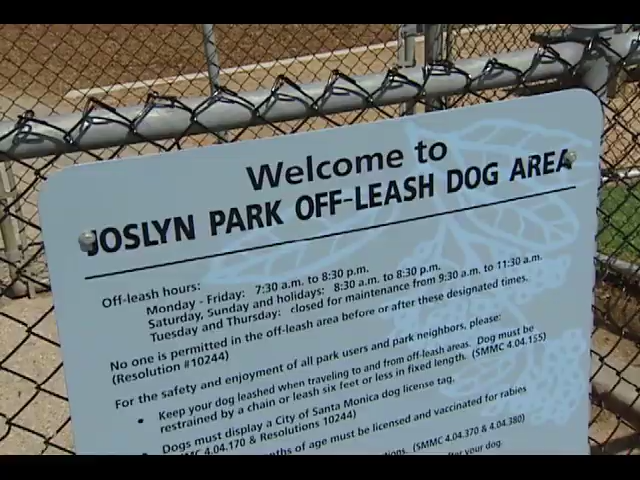 Welcome to
JOSLYN PARK OFF-LEASH DOG AREA
Off-leash hours:
Monday - Friday: 7:30 a.m. to 8:30 p.m.
Saturday, Sunday and holidays: 8:30 a.m. to 8:30 p.m.
Tuesday and Thursday: closed for maintenance from 9:30 a.m. to 11:30 a.m.
No one is permitted in the off-leash area before or after these designated times.
(Resolution #10244)
For the safety and enjoyment of all park users and park neighbors, please:
• Keep your dog leashed when traveling to and from off-leash areas. Dog must be
restrained by a chain or leash six feet or less in fixed length. (SMMC 4.04.155)
• Dogs must display a City of Santa Monica dog license tag.
4.04.170 & Resolutions 10244)
of age must be licensed and vaccinated for rabies
(SMMC 4.04.370 & 4.04.380)
after your dog.